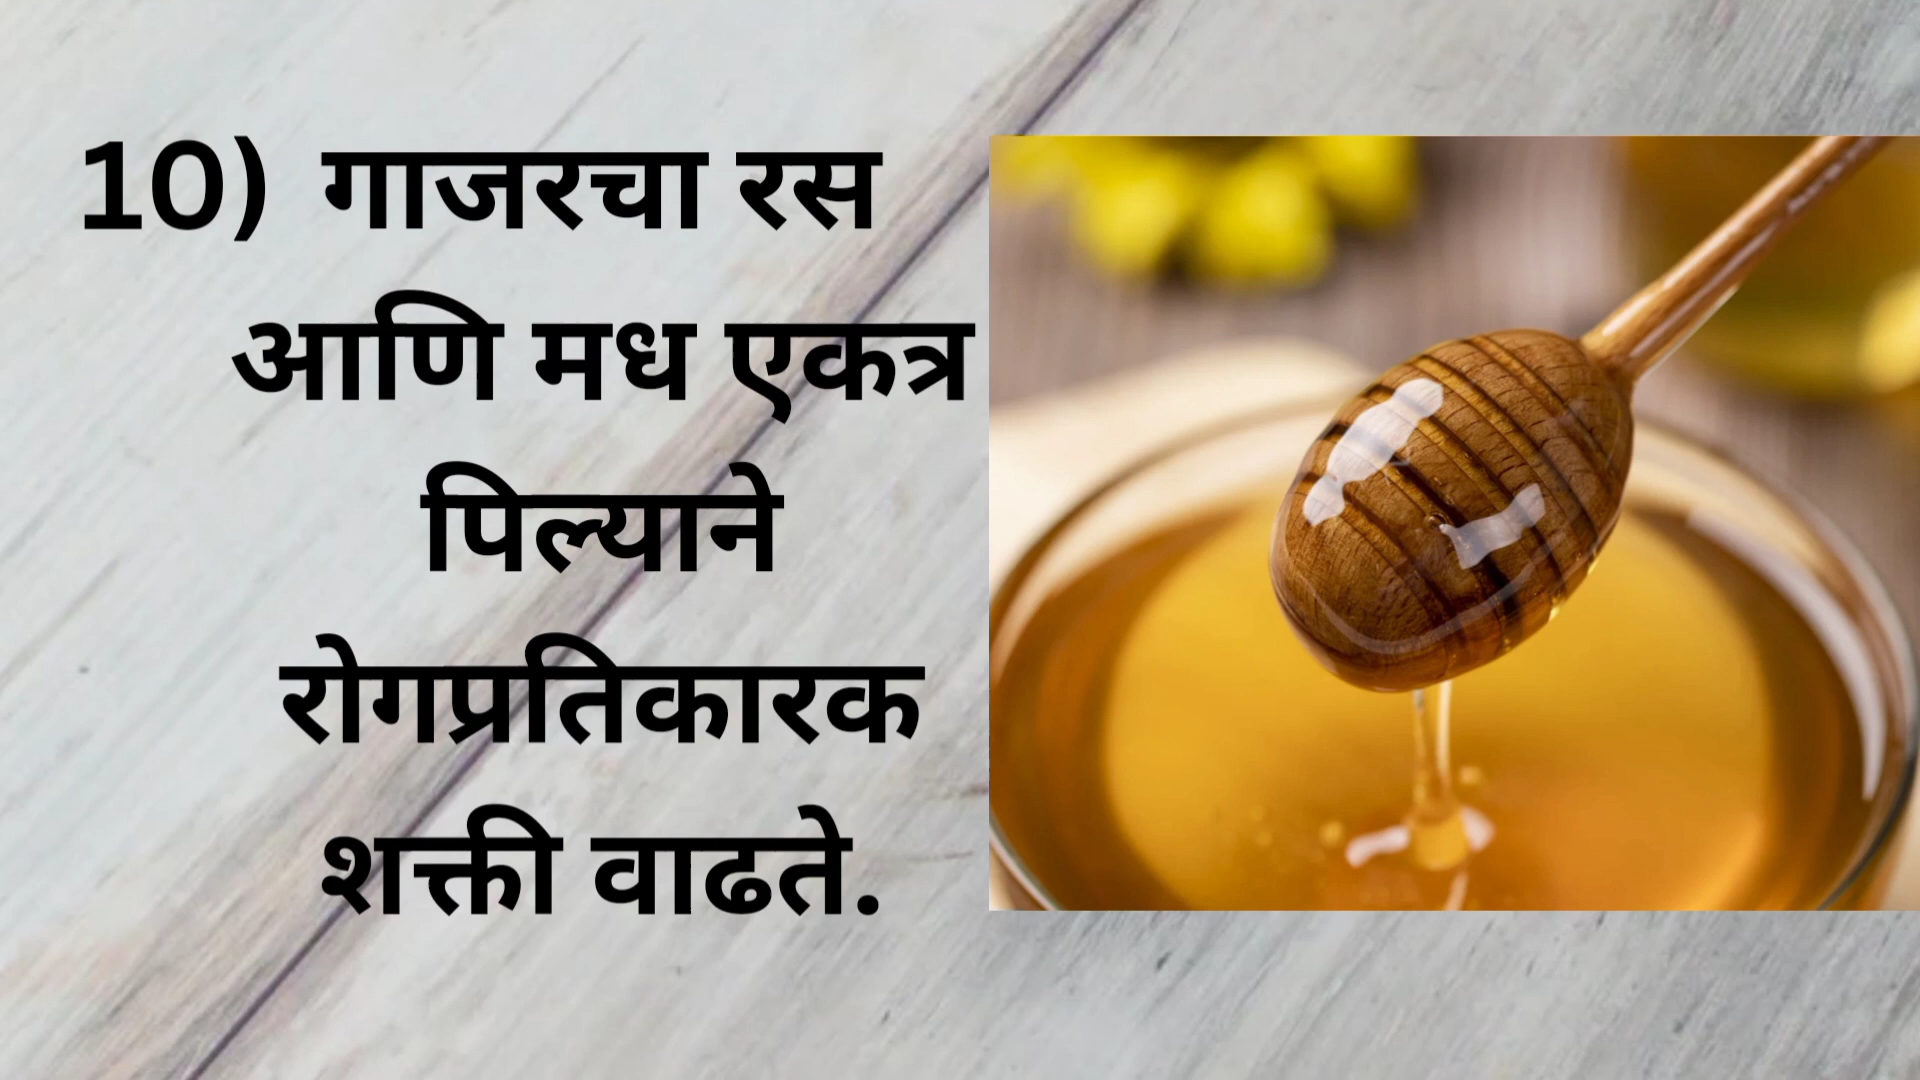 10) गाजरचा रस
आणि मध एकत्र
पिल्याने
रोगप्रतिकारक
शक्ती वाढते.